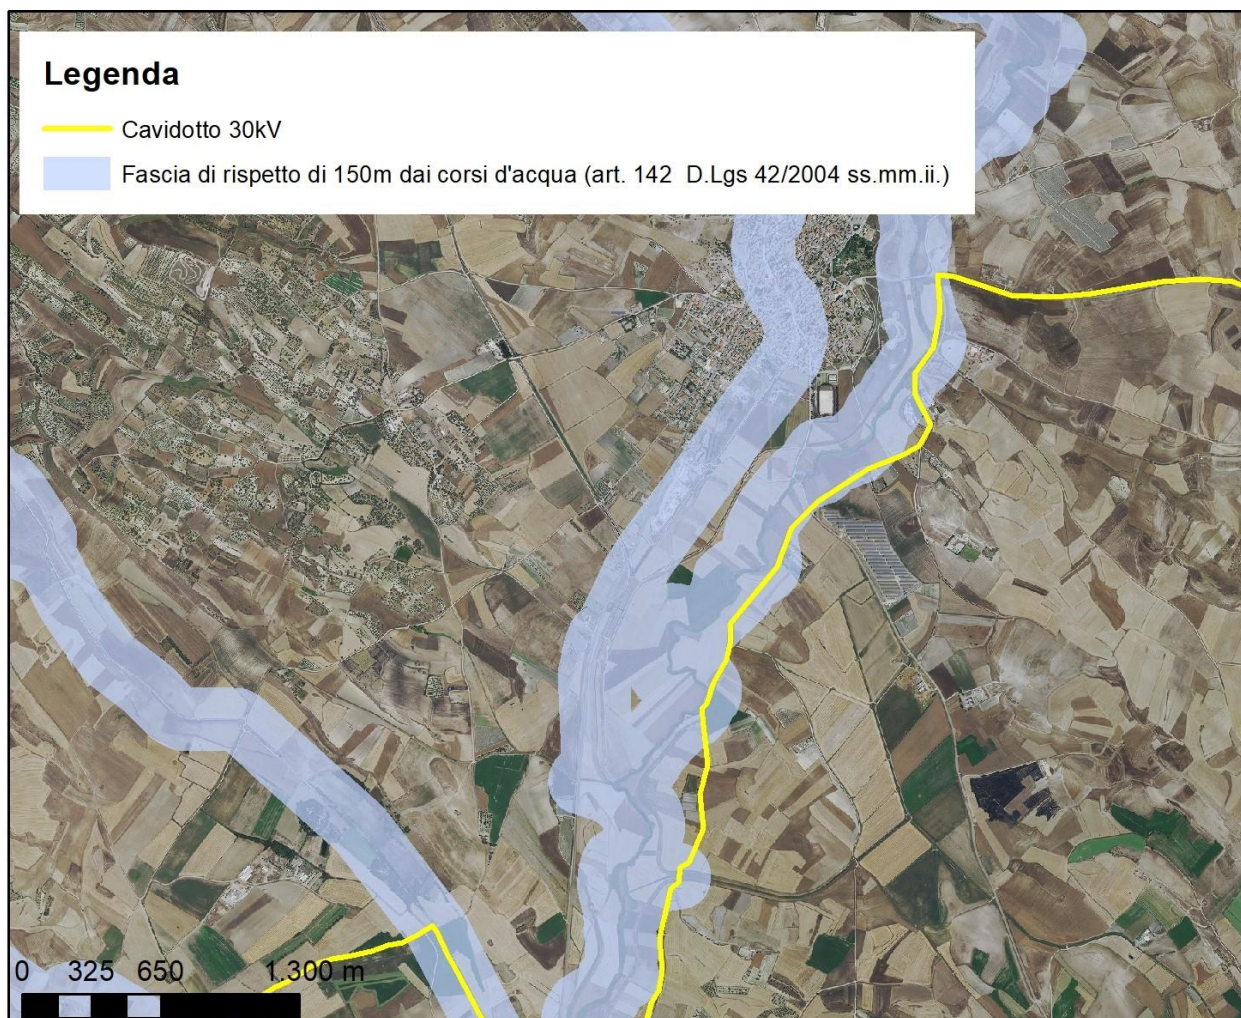 Legenda
Cavidotto 30kV
Fascia di rispetto di 150m dai corsi d'acqua (art. 142 D.Lgs 42/2004 ss.mm.ii.)
0 325 650 1.300 m